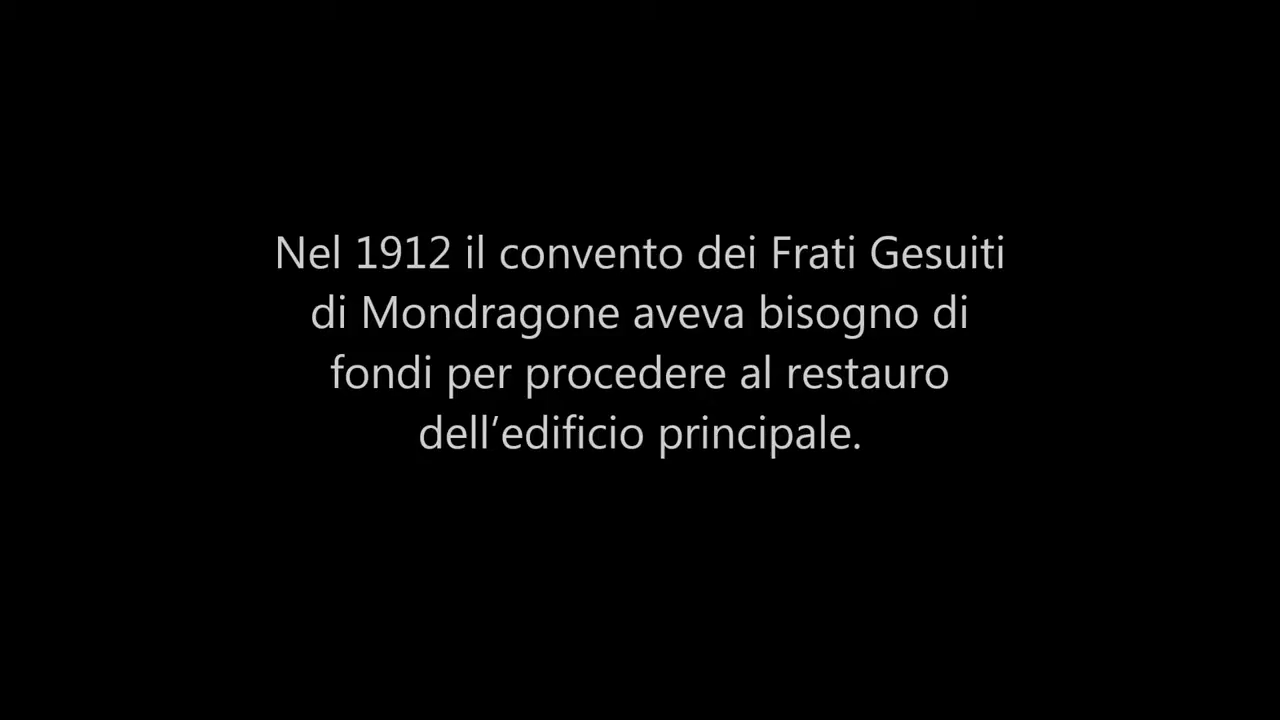 Nel 1912 il convento dei Frati Gesuiti
di Mondragone aveva bisogno di
fondi per procedere al restauro
dell’edificio principale.